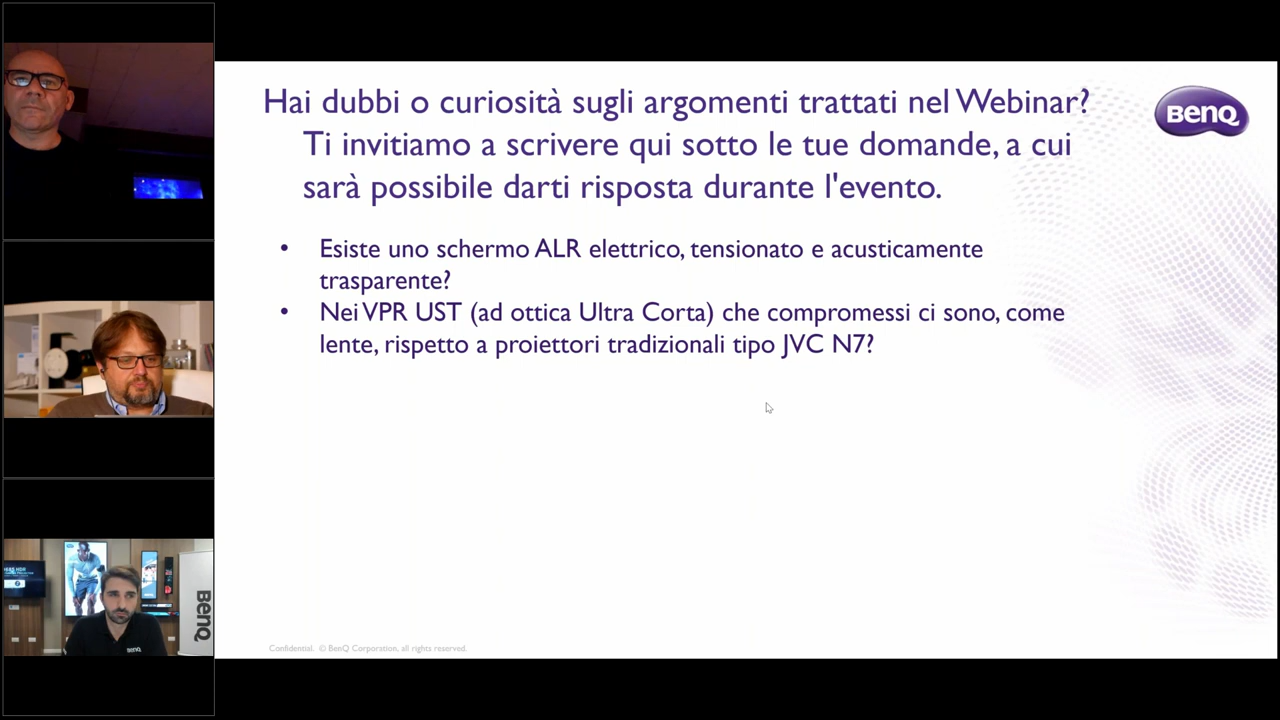 Hai dubbi o curiosità sugli argomenti trattati nel Webinar?
Ti invitiamo a scrivere qui sotto le tue domande, a cui
sarà possibile darti risposta durante l'evento.
BenQ
• Esiste uno schermo ALR elettrico, tensionato e acusticamente
trasparente?
• Nei VPR UST (ad ottica Ultra Corta) che compromessi ci sono, come
lente, rispetto a proiettori tradizionali tipo JVC N7?
BenQ
BenQ
Confidential. © BenQ Corporation, all rights reserved.